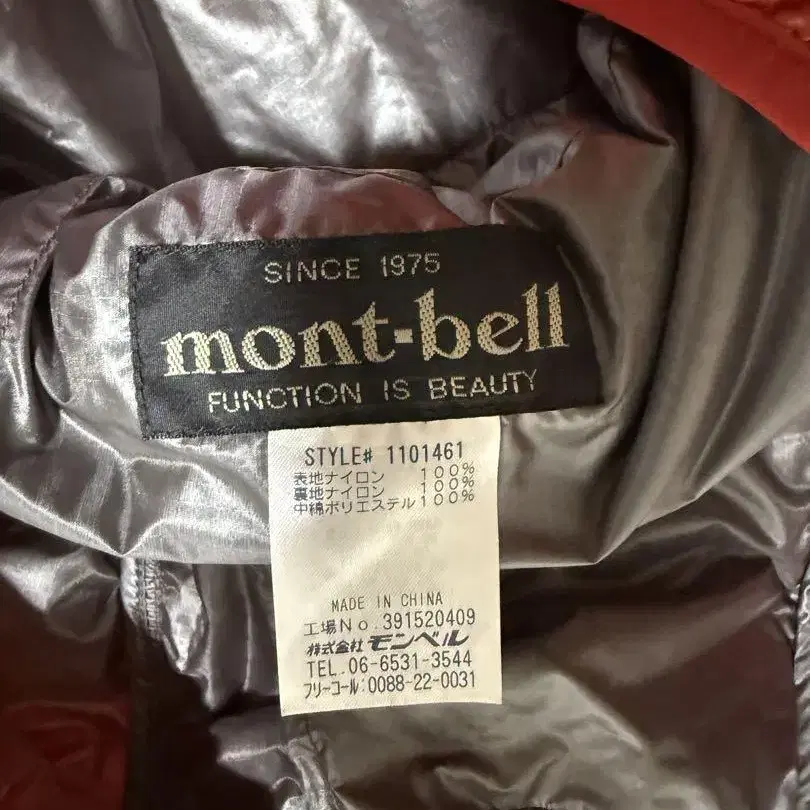 SINCE 1975
mont-bell
FUNCTION IS BEAUTY
STYLE# 1101461
表地ナイロン 100%
裏地ナイロン 100%
中綿ポリエステル100%
MADE IN CHINA
工場No.391520409
株式会社モンベル
TEL.06-6531-3544
フリーコール:0088-22-0031